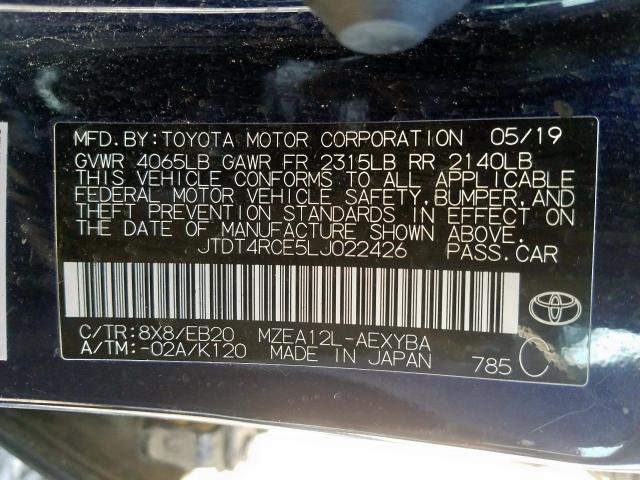 MFD.BY:TOYOTA MOTOR CORPORATION 05/19
GVWR 4065LB GAWR FR 2315LB RR 2140LB
THIS VEHICLE CONFORMS TO ALL APPLICABLE
FEDERAL MOTOR VEHICLE SAFETY,BUMPER,AND
THEFT PREVENTION STANDARDS IN EFFECT ON
THE DATE OF MANUFACTURE SHOWN ABOVE.
JTDT4RCE5LJ022426 PASS.CAR
C/TR:8X8/EB20 MZEA12L-AEXYBA
A/TM:-02A/K120 MADE IN JAPAN 785 C